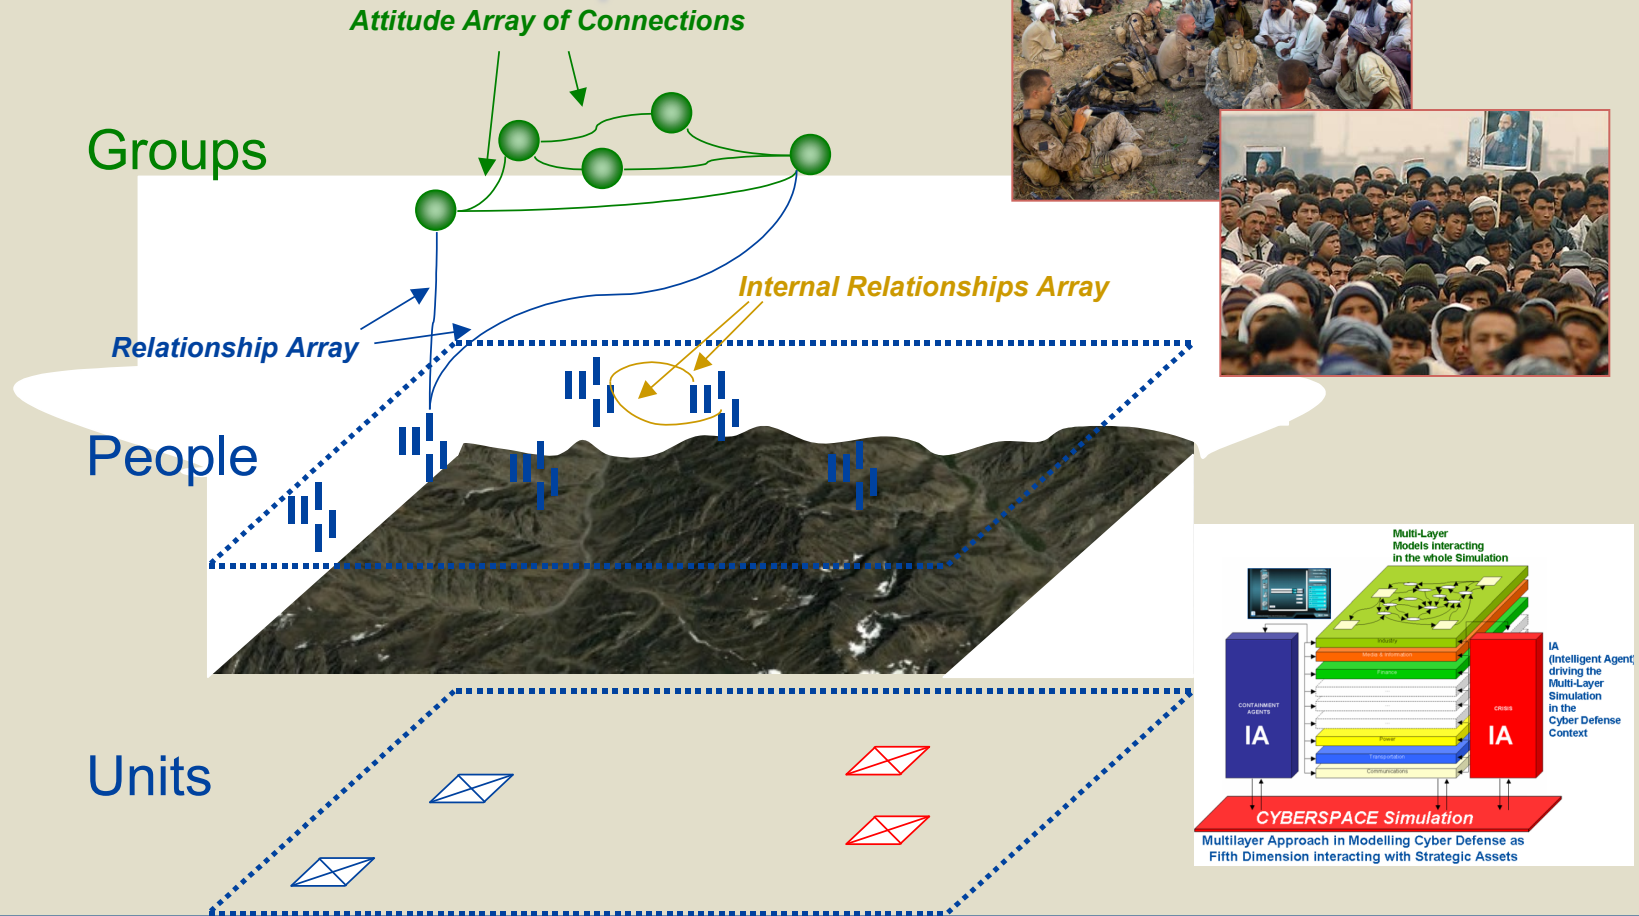 Attitude Array of Connections
Groups
Internal Relationships Array
Relationship Array
People
Units
Multi-Layer
Models interacting
in the whole Simulation
Industry
Media & Information
Finance
...
...
...
Power
Transportation
Communications
CONTAINMENT
AGENTS
IA
CRISIS
IA
IA
(Intelligent Agent)
driving the
Multi-Layer
Simulation
in the
Cyber Defense
Context
CYBERSPACE Simulation
Multilayer Approach in Modelling Cyber Defense as
Fifth Dimension interacting with Strategic Assets